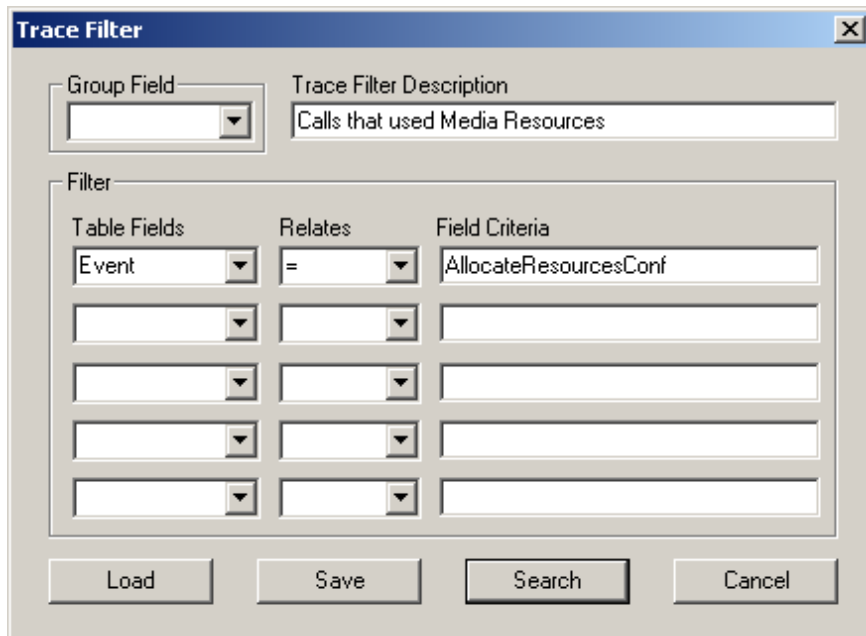 Trace Filter
Group Field
Trace Filter Description
Calls that used Media Resources
Filter
Table Fields Relates Field Criteria
Event = AllocateResourcesConf
Load Save Search Cancel